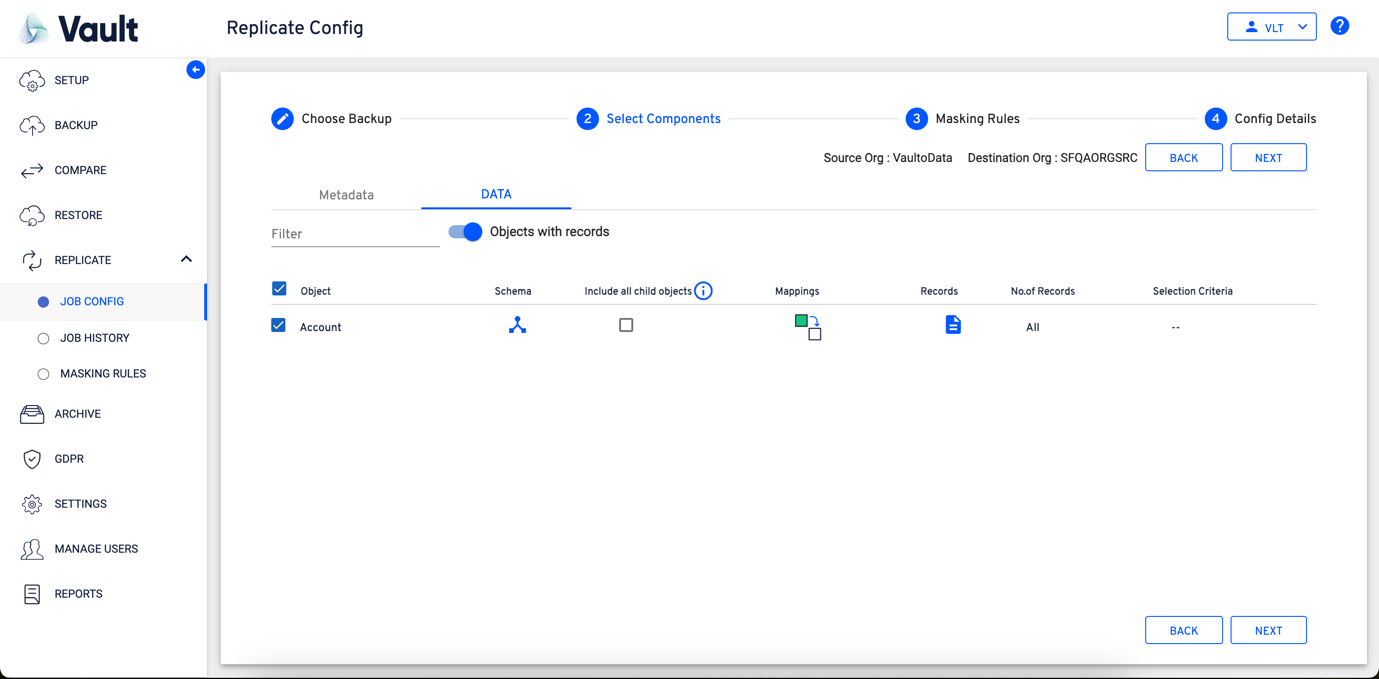 Vault
Replicate Config
VLT
?
SETUP
BACKUP
COMPARE
RESTORE
REPLICATE
JOB CONFIG
JOB HISTORY
MASKING RULES
ARCHIVE
GDPR
SETTINGS
MANAGE USERS
REPORTS
Choose Backup 2 Select Components 3 Masking Rules 4 Config Details
Source Org : VaultoData Destination Org : SFQAORGSRC BACK NEXT
Metadata DATA
Filter Objects with records
Object Schema Include all child objects i Mappings Records No.of Records Selection Criteria
Account All --
BACK NEXT